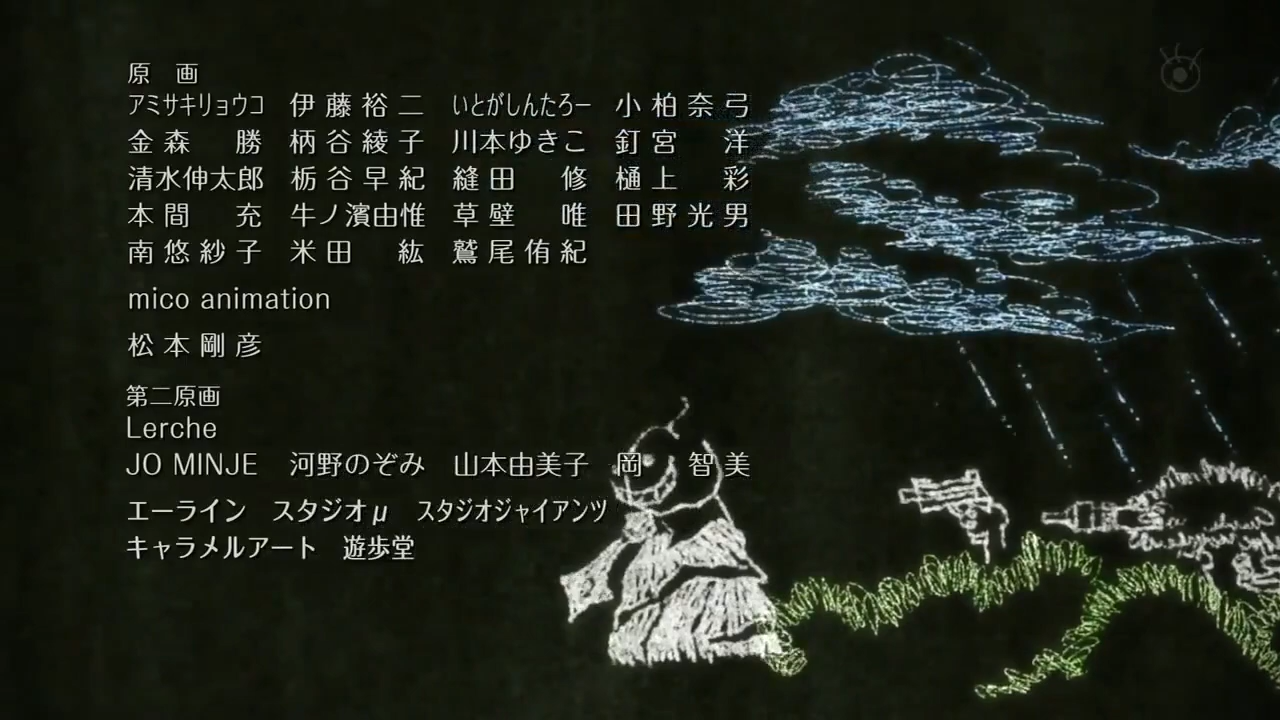 原 画
アミサキリョウコ 伊藤裕二 いとがしんたろー 小柏奈弓
金森 勝 柄谷綾子 川本ゆきこ 釘宮 洋
清水伸太郎 栃谷早紀 縫田 修 樋上 彩
本間 充 牛ノ濱由惟 草壁 唯 田野光男
南悠紗子 米田 紘 鷲尾侑紀
mico animation
松本剛彦
第二原画
Lerche
JO MINJE 河野のぞみ 山本由美子 岡 智美
エーライン スタジオμ スタジオジャイアンツ
キャラメルアート 遊歩堂